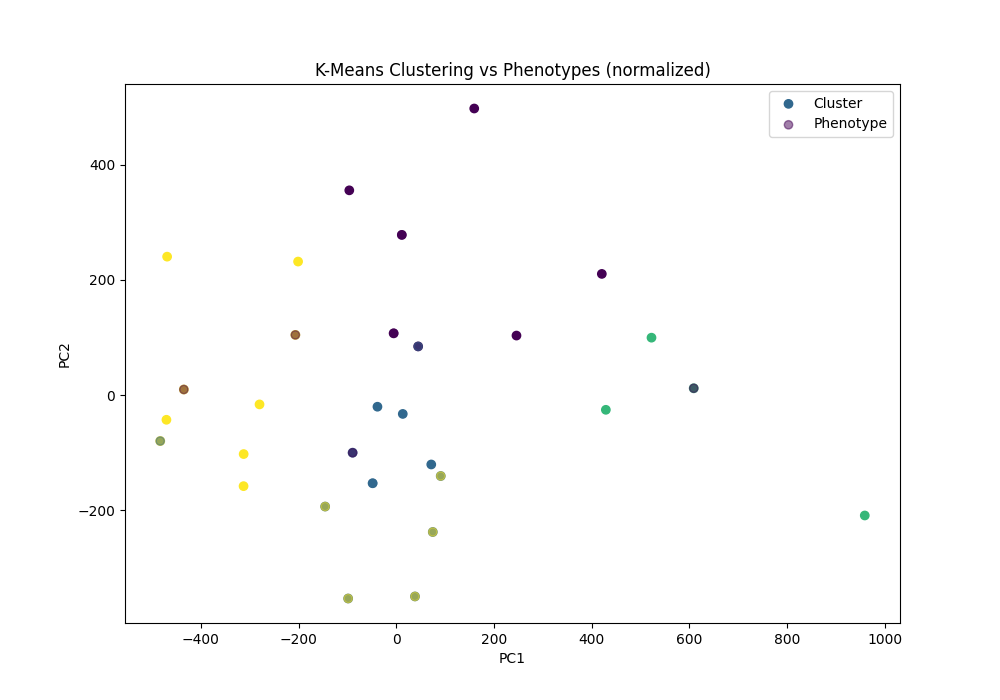 K-Means Clustering vs Phenotypes (normalized)
Cluster
Phenotype
400
200
0
−200
PC2
−400
−200
0
200
400
600
800
1000
PC1